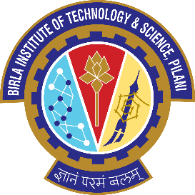 BIRLA INSTITUTE OF TECHNOLOGY & SCIENCE, PILANI
ज्ञानं परमं बलम्